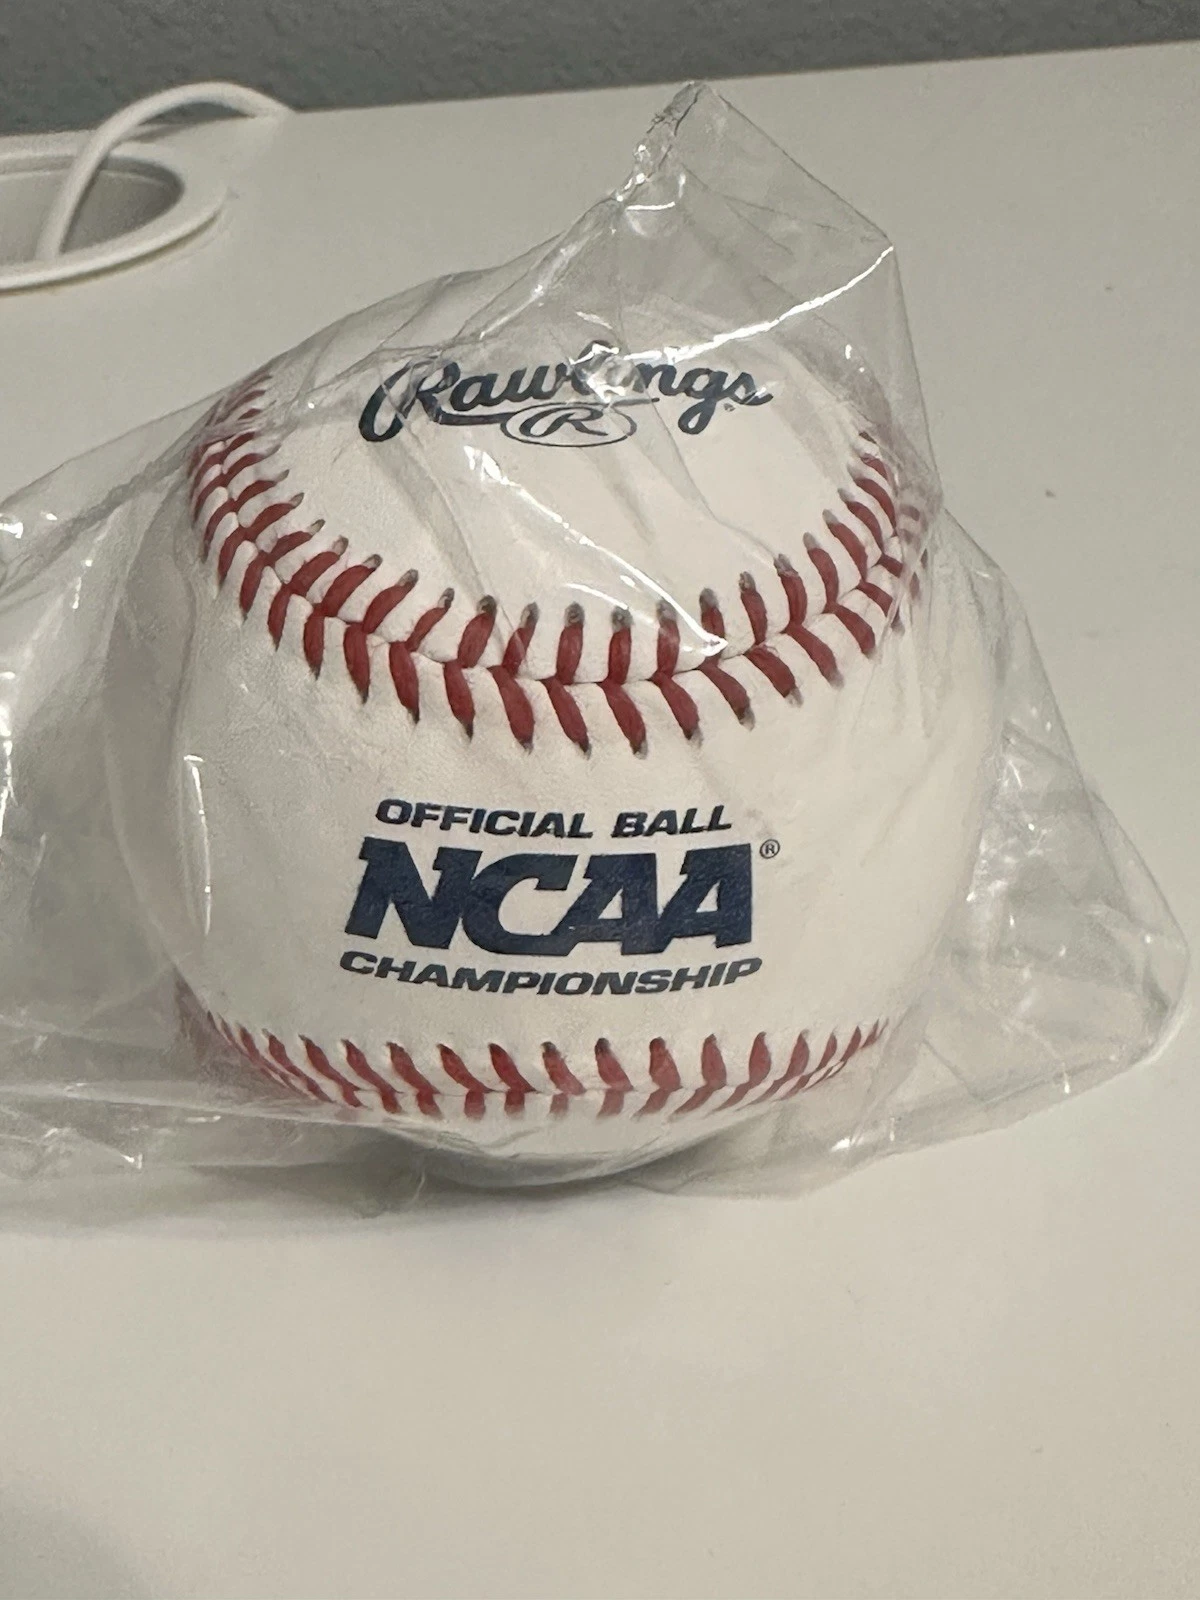 Rawlings
R
OFFICIAL BALL
NCAA®
CHAMPIONSHIP